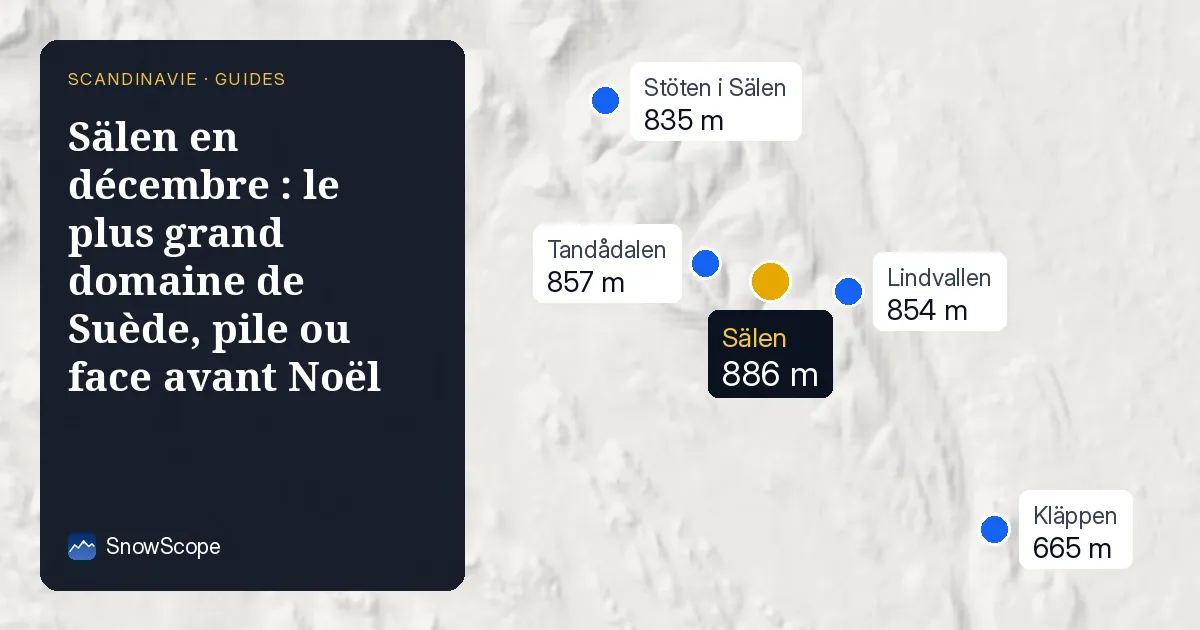 SCANDINAVIE · GUIDES
Sälen en
décembre : le
plus grand
domaine de
Suède, pile ou
face avant Noël
SnowScope
Stöten i Sälen
835 m
Tandådalen
857 m
Lindvallen
854 m
Sälen
886 m
Kläppen
665 m